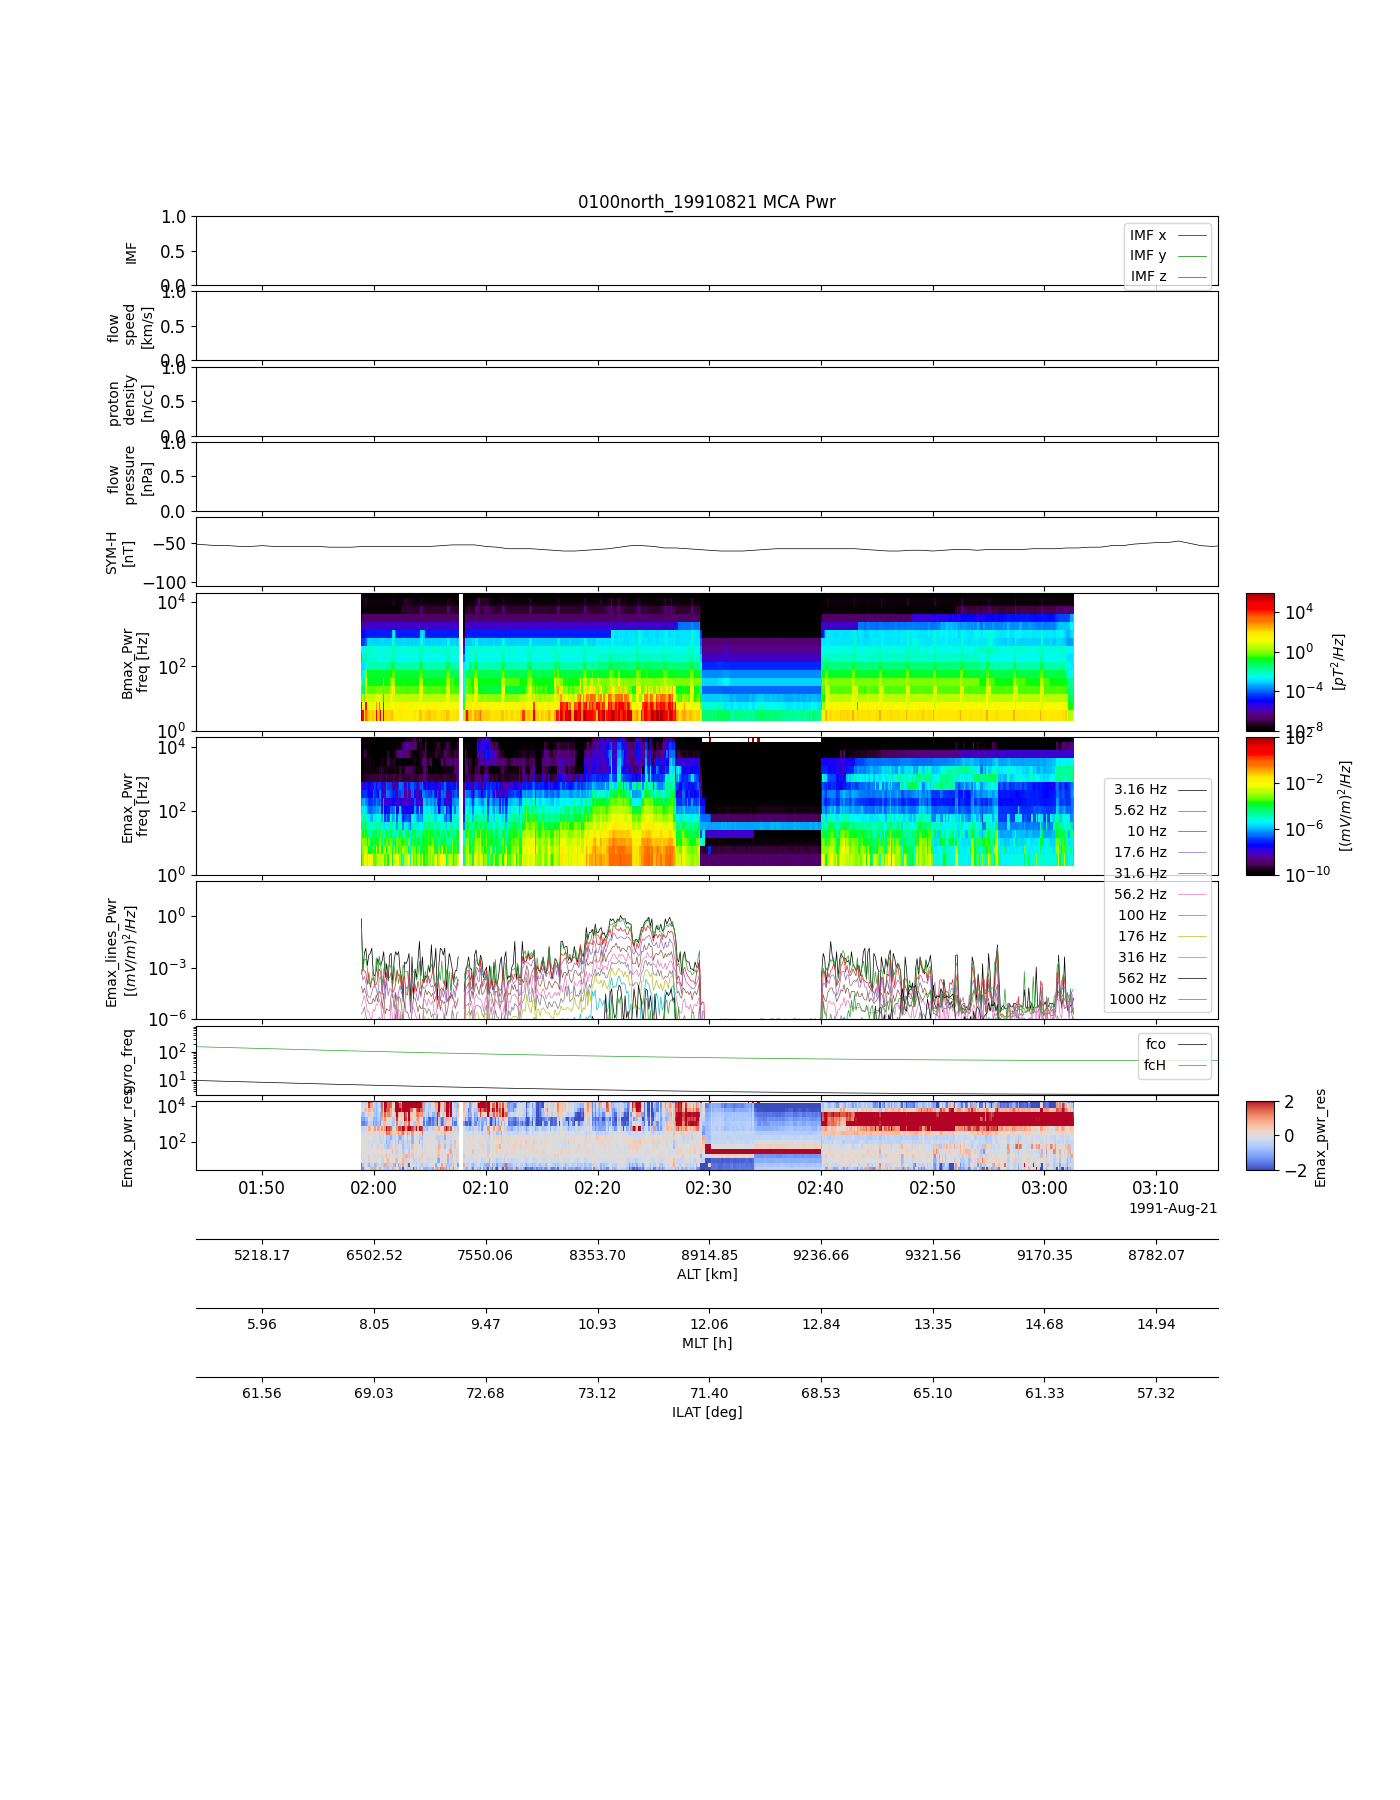 0100north_19910821 MCA Pwr
1.0
0.5
0.0
IMF
IMF x
IMF y
IMF z
1.0
0.5
0.0
flow
speed
[km/s]
1.0
0.5
0.0
proton
density
[n/cc]
1.0
0.5
0.0
flow
pressure
[nPa]
−50
−100
SYM-H
[nT]
10^4
10^2
10^0
Bmax_Pwr
freq [Hz]
10^4
10^0
10^−4
10^−8
[pT^2/Hz]
10^4
10^2
10^0
Emax_Pwr
freq [Hz]
10^2
10^−2
10^−6
10^−10
[(mV/m)^2/Hz]
3.16 Hz
5.62 Hz
10 Hz
17.6 Hz
31.6 Hz
56.2 Hz
100 Hz
176 Hz
316 Hz
562 Hz
1000 Hz
10^0
10^−3
10^−6
Emax_lines_Pwr
[(mV/m)^2/Hz]
10^2
10^1
gyro_freq
fco
fcH
10^4
10^2
Emax_pwr_res
2
0
−2
Emax_pwr_res
01:50 02:00 02:10 02:20 02:30 02:40 02:50 03:00 03:10
1991-Aug-21
5218.17 6502.52 7550.06 8353.70 8914.85 9236.66 9321.56 9170.35 8782.07
ALT [km]
5.96 8.05 9.47 10.93 12.06 12.84 13.35 14.68 14.94
MLT [h]
61.56 69.03 72.68 73.12 71.40 68.53 65.10 61.33 57.32
ILAT [deg]